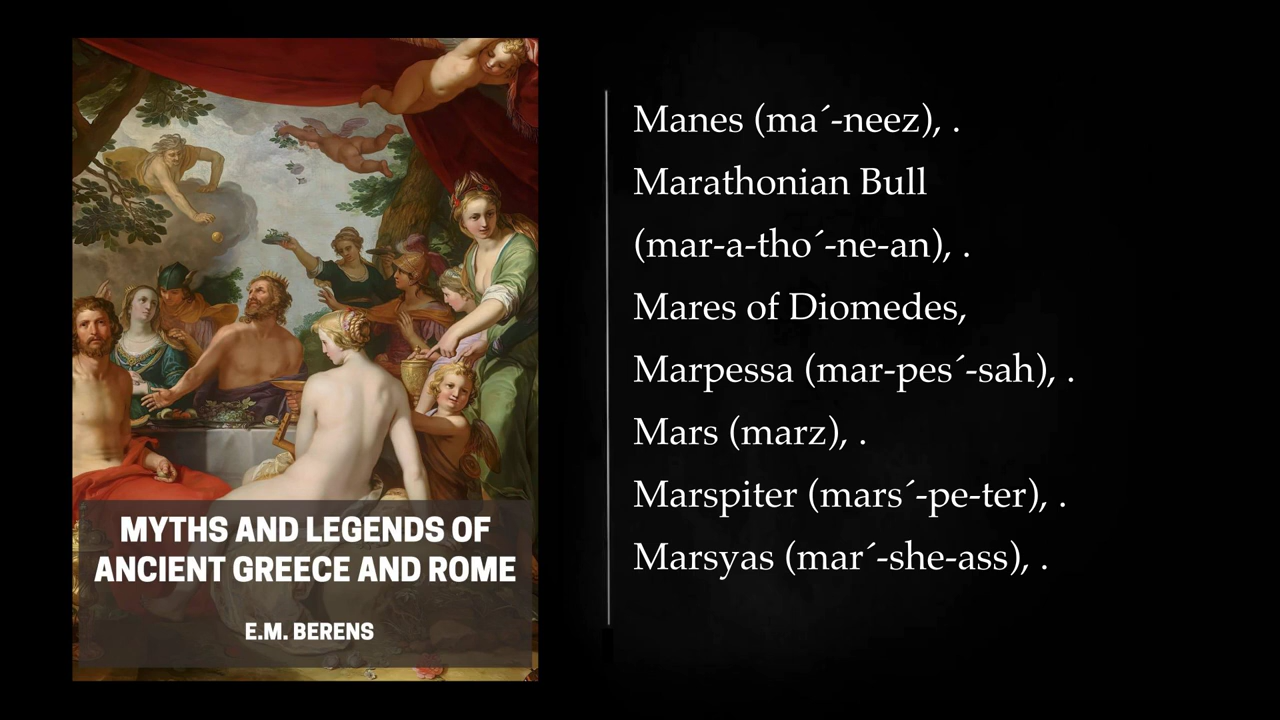 MYTHS AND LEGENDS OF
ANCIENT GREECE AND ROME
E.M. BERENS
Manes (ma´-neez), .
Marathonian Bull
(mar-a-tho´-ne-an), .
Mares of Diomedes,
Marpessa (mar-pes´-sah), .
Mars (marz), .
Marspiter (mars´-pe-ter), .
Marsyas (mar´-she-ass), .